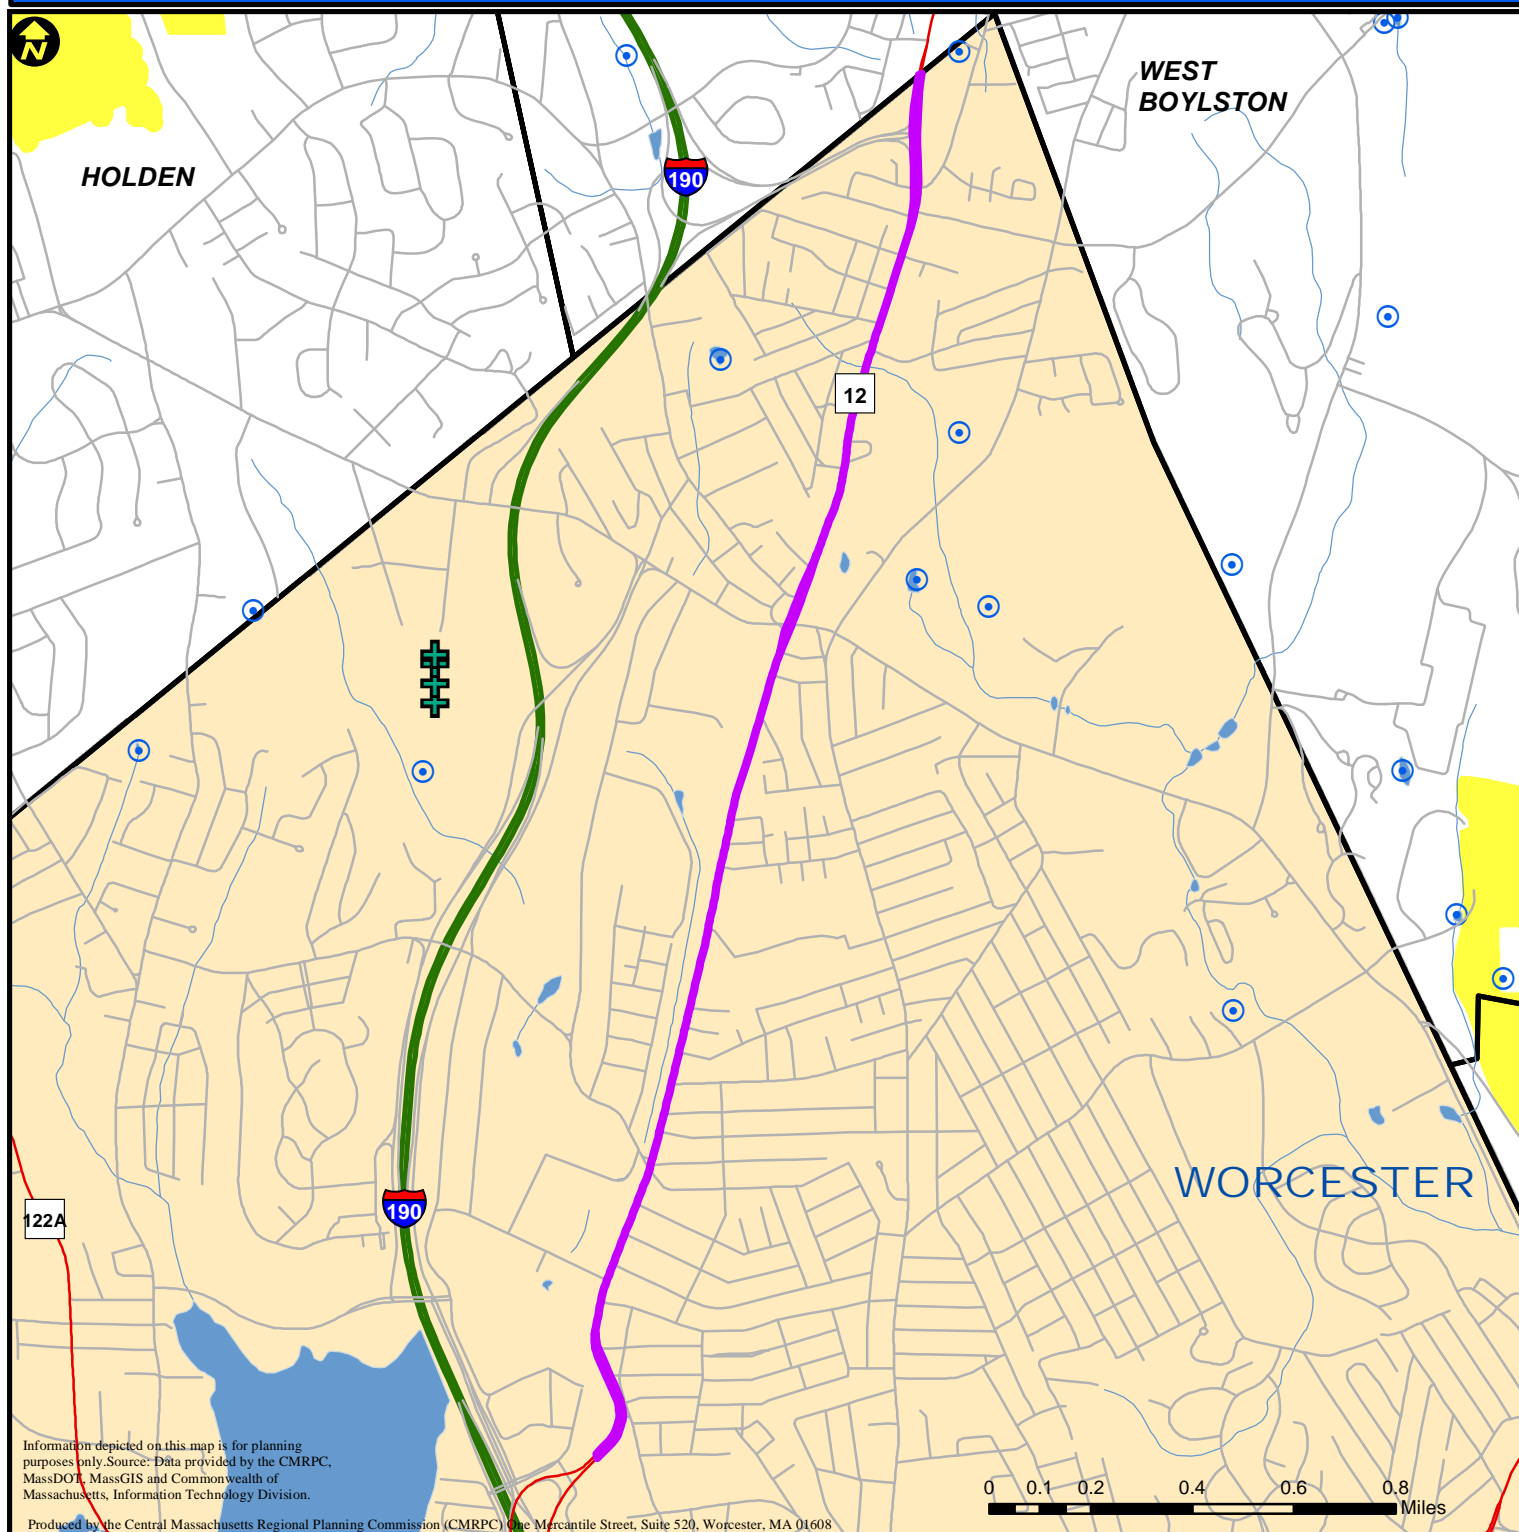 N
WEST
BOYLSTON
HOLDEN
190
12
WORCESTER
190
122A
Information depicted on this map is for planning
purposes only.Source: Data provided by the CMRPC,
MassDOT, MassGIS and Commonwealth of
Massachusetts, Information Technology Division.
0 0.1 0.2 0.4 0.6 0.8
Miles
Produced by the Central Massachusetts Regional Planning Commission (CMRPC) One Mercantile Street, Suite 520, Worcester, MA 01608